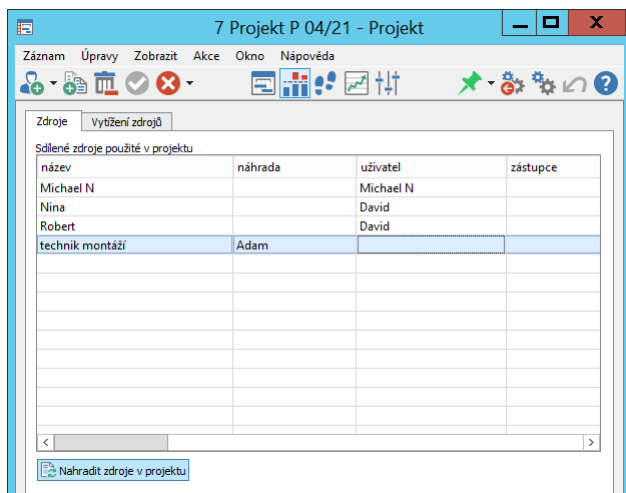 7 Projekt P 04/21 - Projekt
Záznam Úpravy Zobrazit Akce Okno Nápověda
Zdroje Vytížení zdrojů
Sdílené zdroje použité v projektu
název náhrada uživatel zástupce
Michael N Michael N
Nina David
Robert David
technik montáží Adam
Nahradit zdroje v projektu